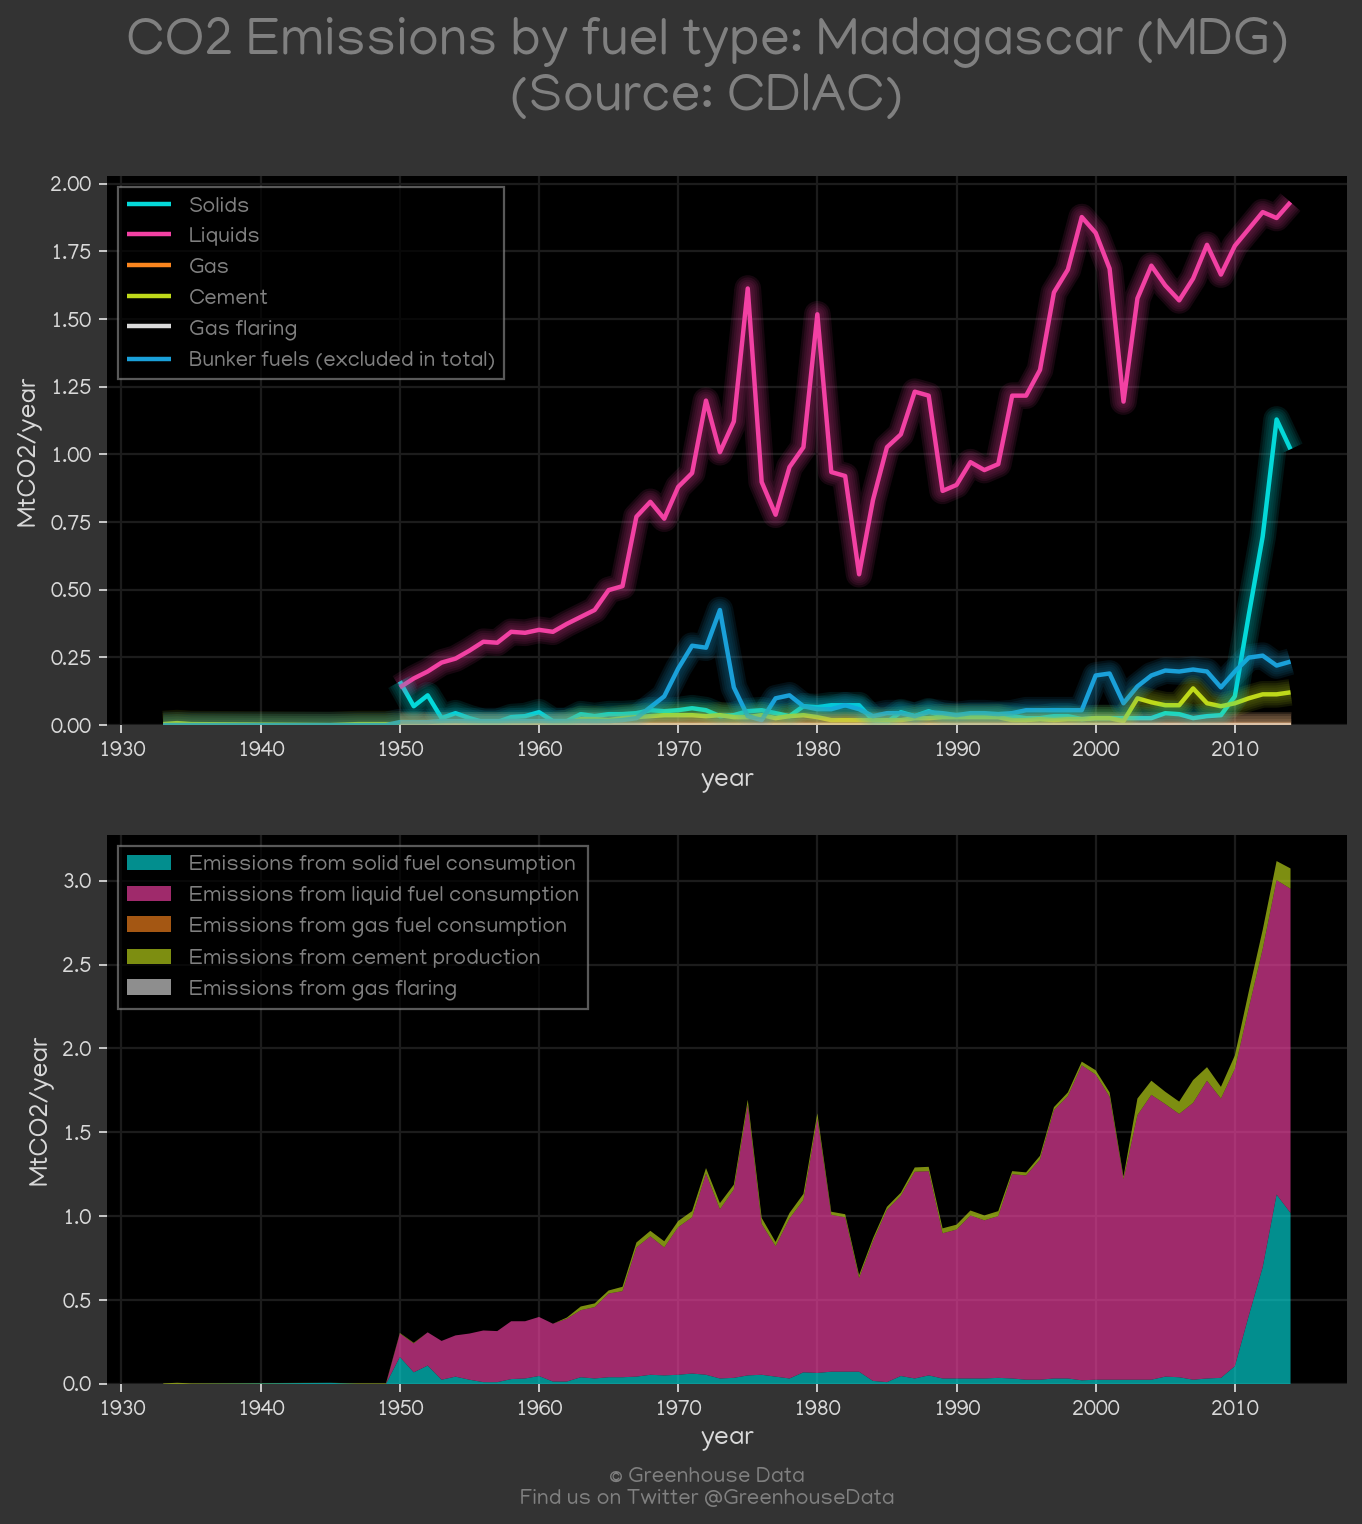 CO2 Emissions by fuel type: Madagascar (MDG)
(Source: CDIAC)
2.00
1.75
1.50
1.25
1.00
0.75
0.50
0.25
0.00
MtCO2/year
Solids
Liquids
Gas
Cement
Gas flaring
Bunker fuels (excluded in total)
1930 1940 1950 1960 1970 1980 1990 2000 2010
year
3.0
2.5
2.0
1.5
1.0
0.5
0.0
MtCO2/year
Emissions from solid fuel consumption
Emissions from liquid fuel consumption
Emissions from gas fuel consumption
Emissions from cement production
Emissions from gas flaring
1930 1940 1950 1960 1970 1980 1990 2000 2010
year
© Greenhouse Data
Find us on Twitter @GreenhouseData